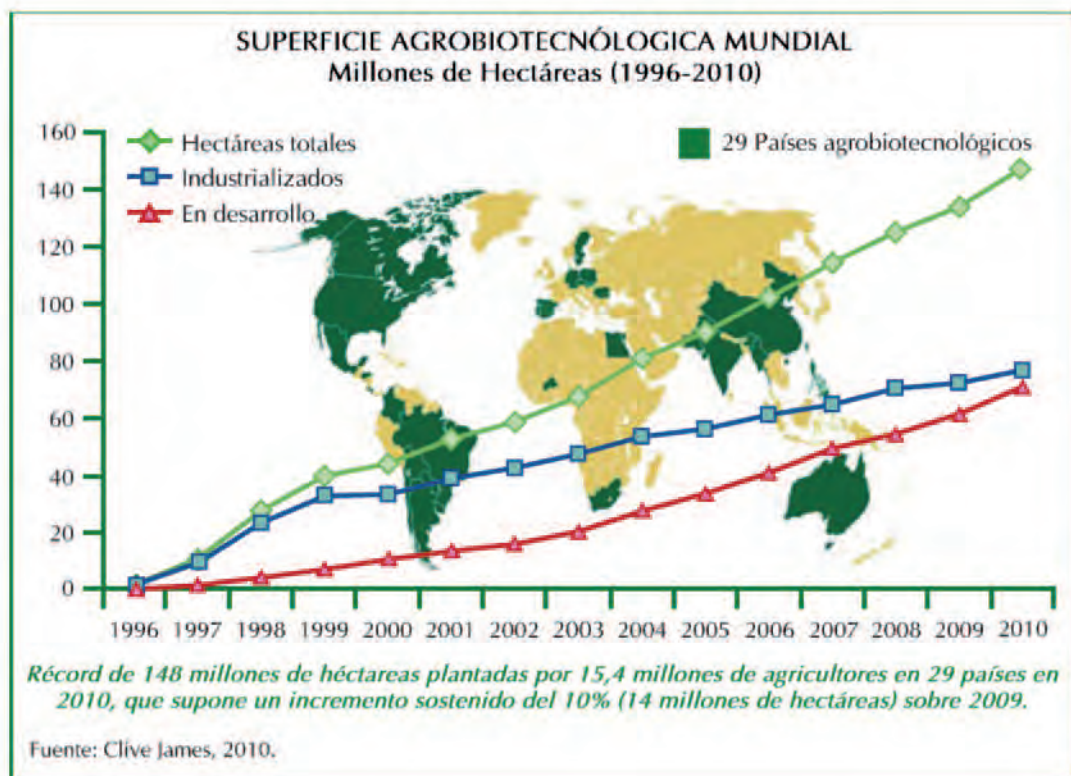 SUPERFICIE AGROBIOTECNÓLOGICA MUNDIAL
Millones de Hectáreas (1996-2010)
160
140
120
100
80
60
40
20
0
Hectáreas totales
Industrializados
En desarrollo
29 Países agrobiotecnológicos
1996 1997 1998 1999 2000 2001 2002 2003 2004 2005 2006 2007 2008 2009 2010
Récord de 148 millones de héctareas plantadas por 15,4 millones de agricultores en 29 países en
2010, que supone un incremento sostenido del 10% (14 millones de hectáreas) sobre 2009.
Fuente: Clive James, 2010.